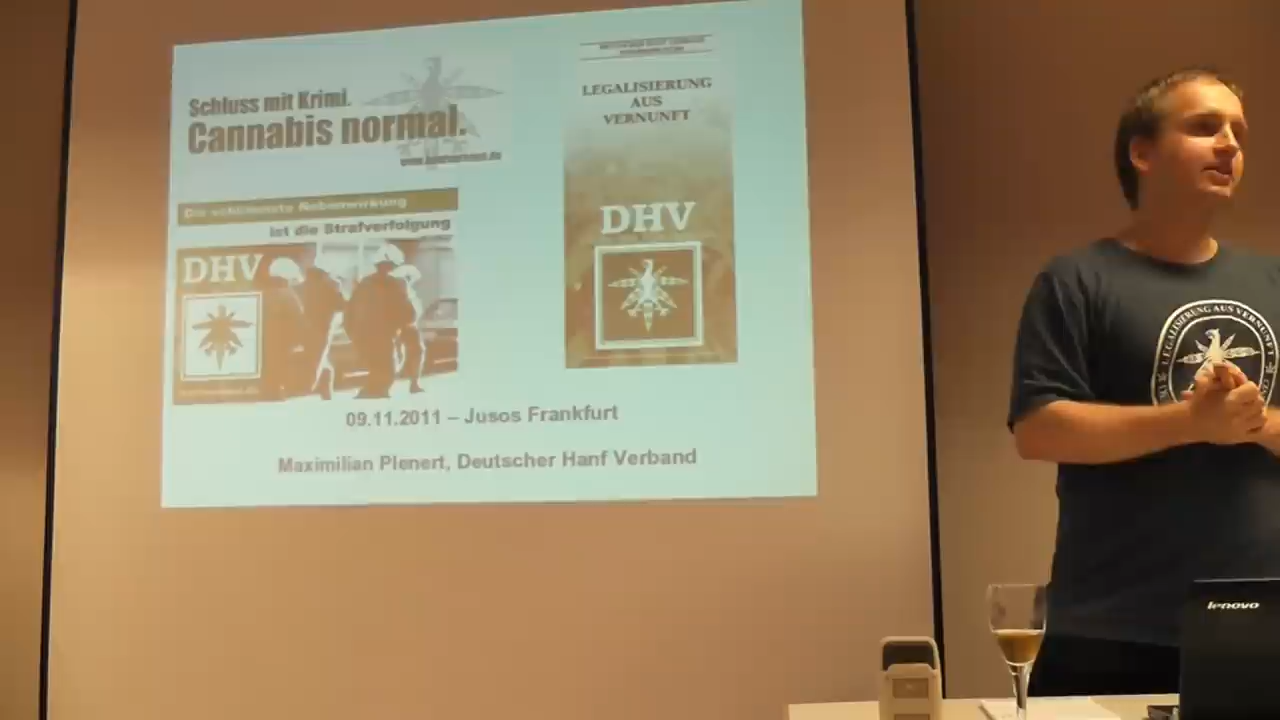 Schluss mit Krimi.
Cannabis normal.
Die schlimmste Nebenwirkung
ist die Strafverfolgung
DHV
LEGALISIERUNG
AUS
VERNUNFT
DHV
09.11.2011 – Jusos Frankfurt
Maximilian Plenert, Deutscher Hanf Verband
LEGALISIERUNG AUS VERNUNFT
lenovo